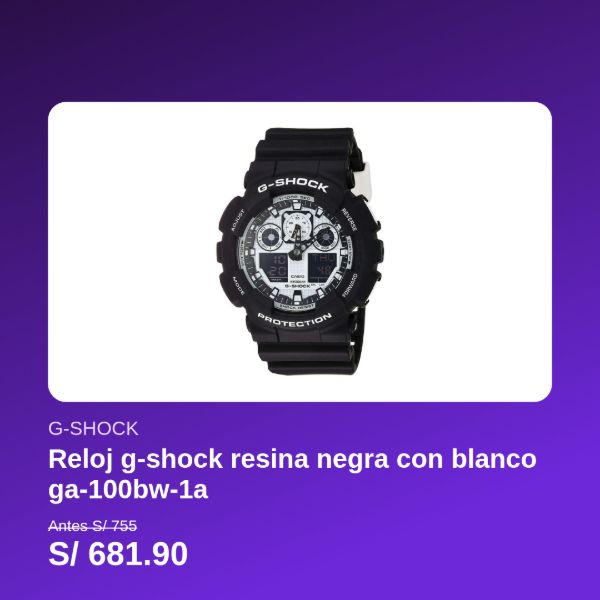 G-SHOCK
ADJUST
REVERSE
MODE
FORWARD
CASIO
G-SHOCK
PROTECTION
G-SHOCK
Reloj g-shock resina negra con blanco
ga-100bw-1a
Antes S/ 755
S/ 681.90